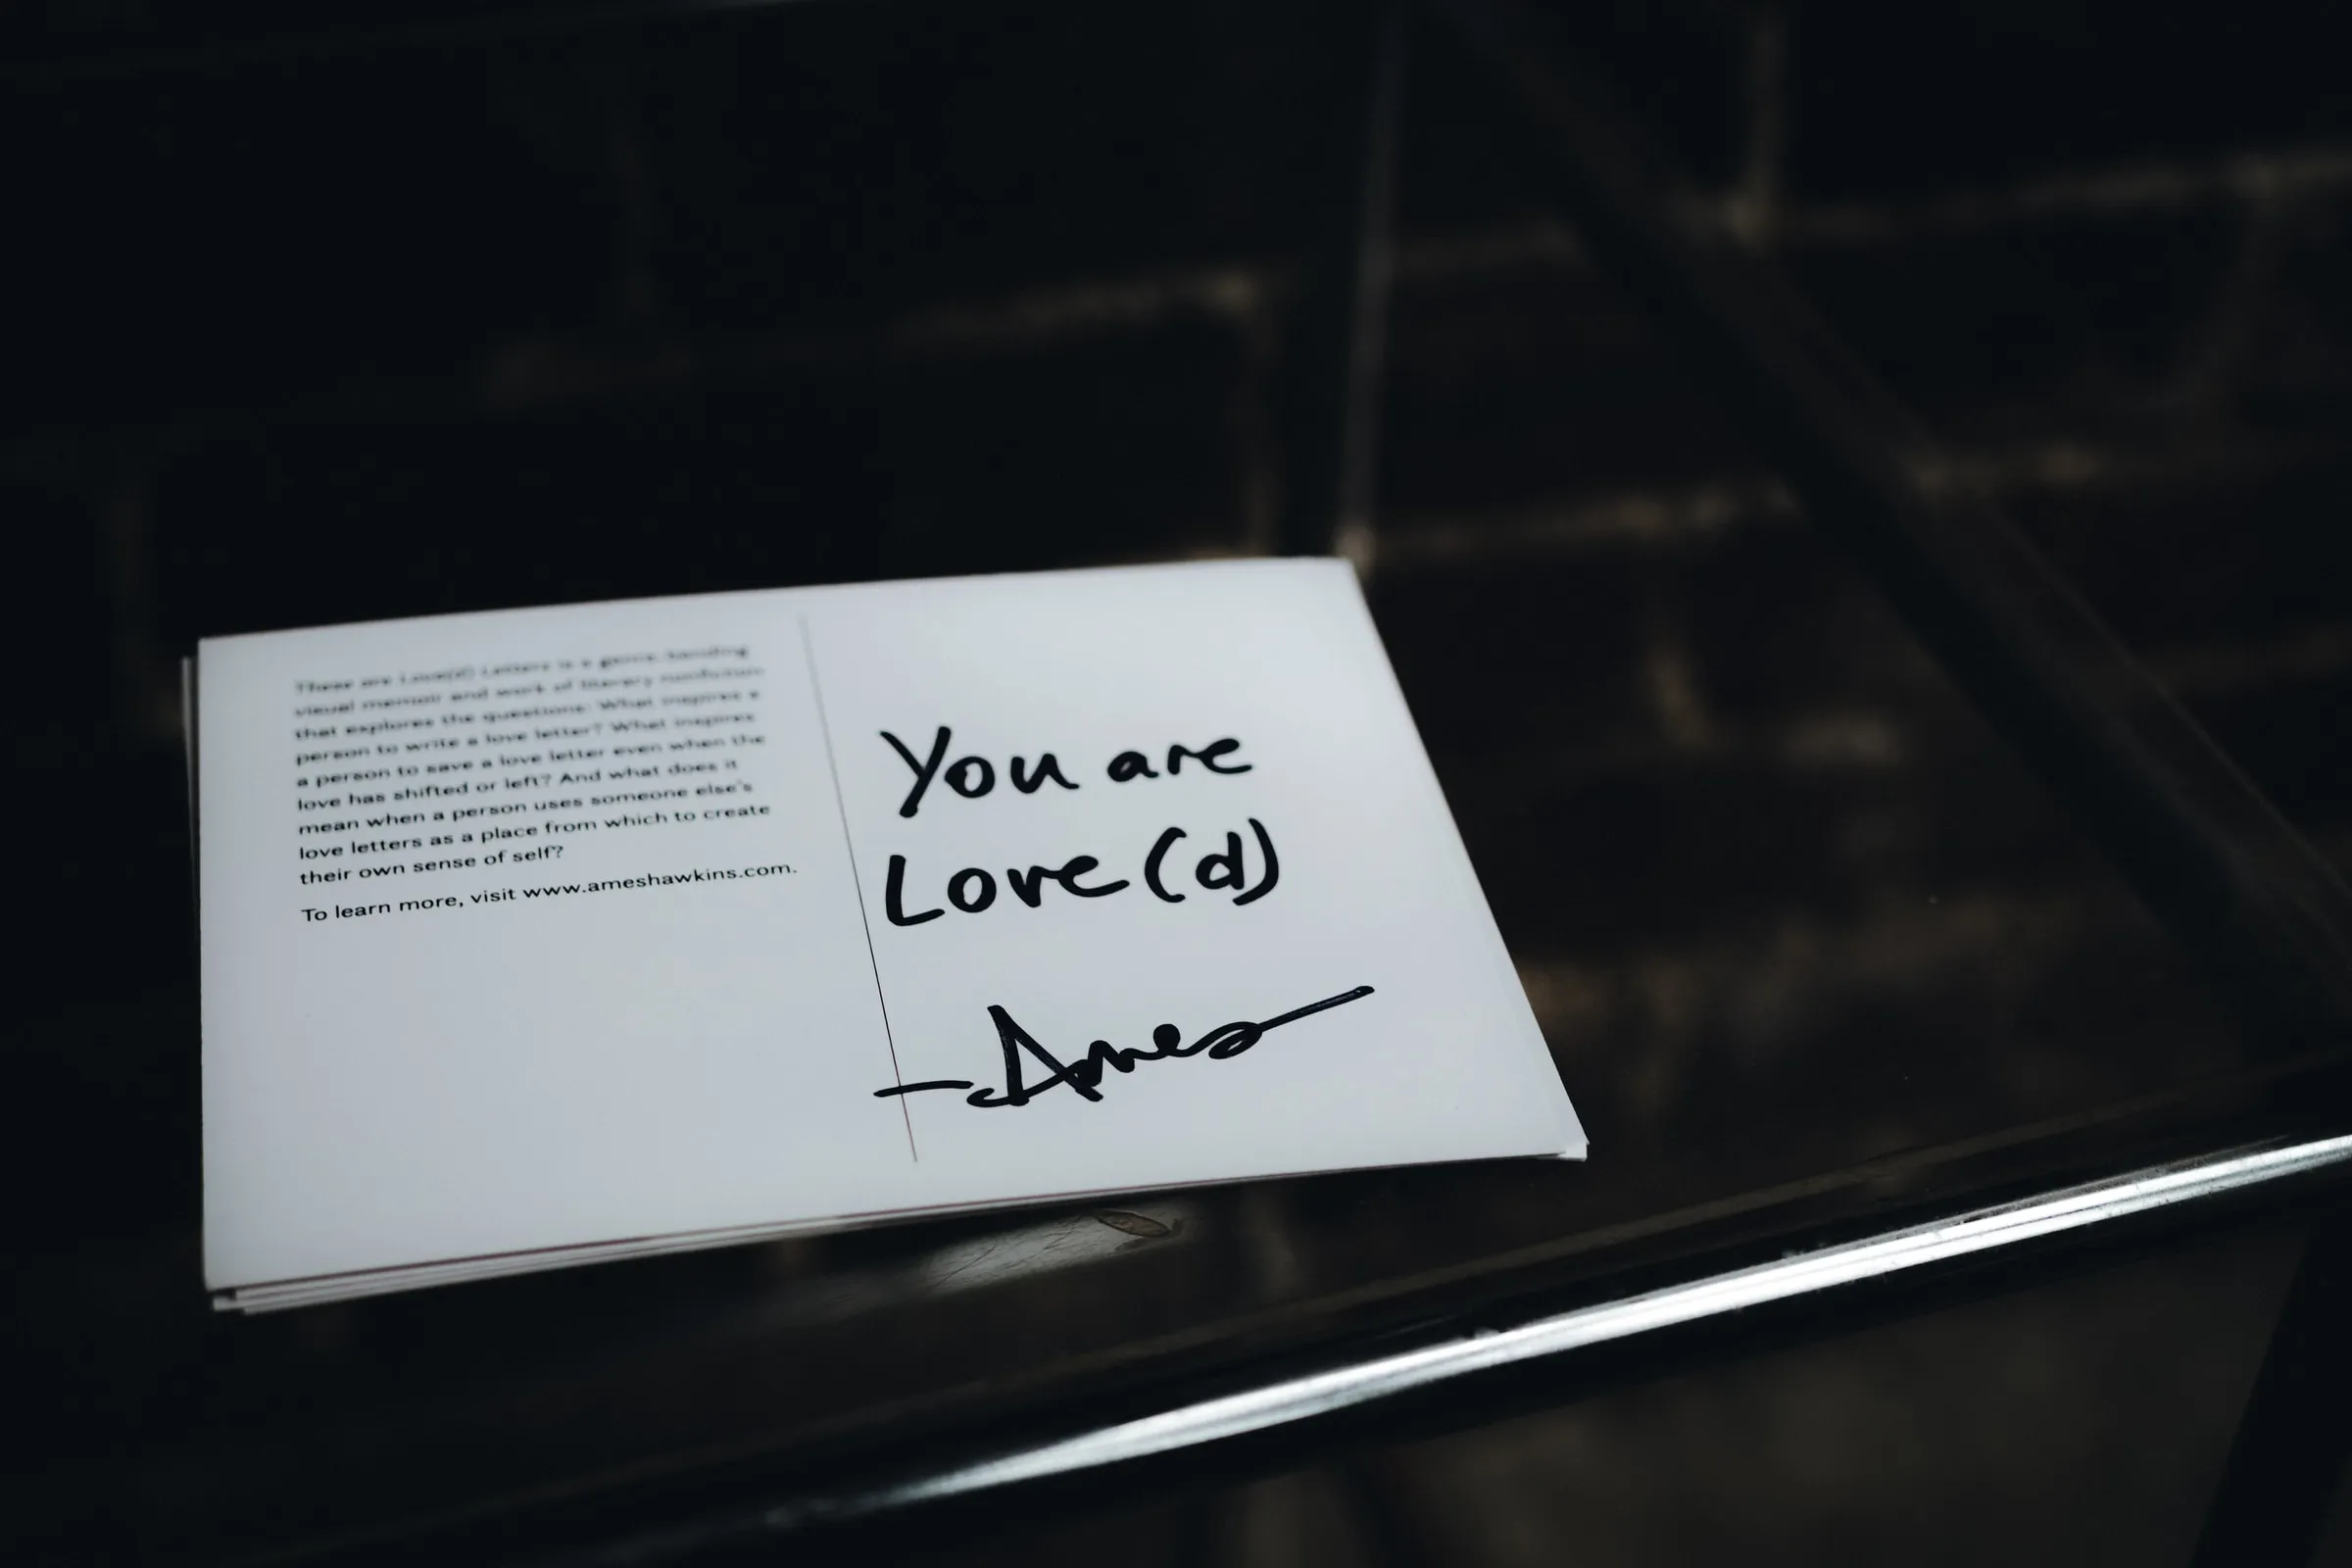 These are Love(d) Letters is a genre-bending
visual memoir and work of literary nonfiction
that explores the questions: What inspires a
person to write a love letter? What inspires
a person to save a love letter even when the
love has shifted or left? And what does it
mean when a person uses someone else's
love letters as a place from which to create
their own sense of self?
To learn more, visit www.ameshawkins.com.
You are
Love(d)
-Ames